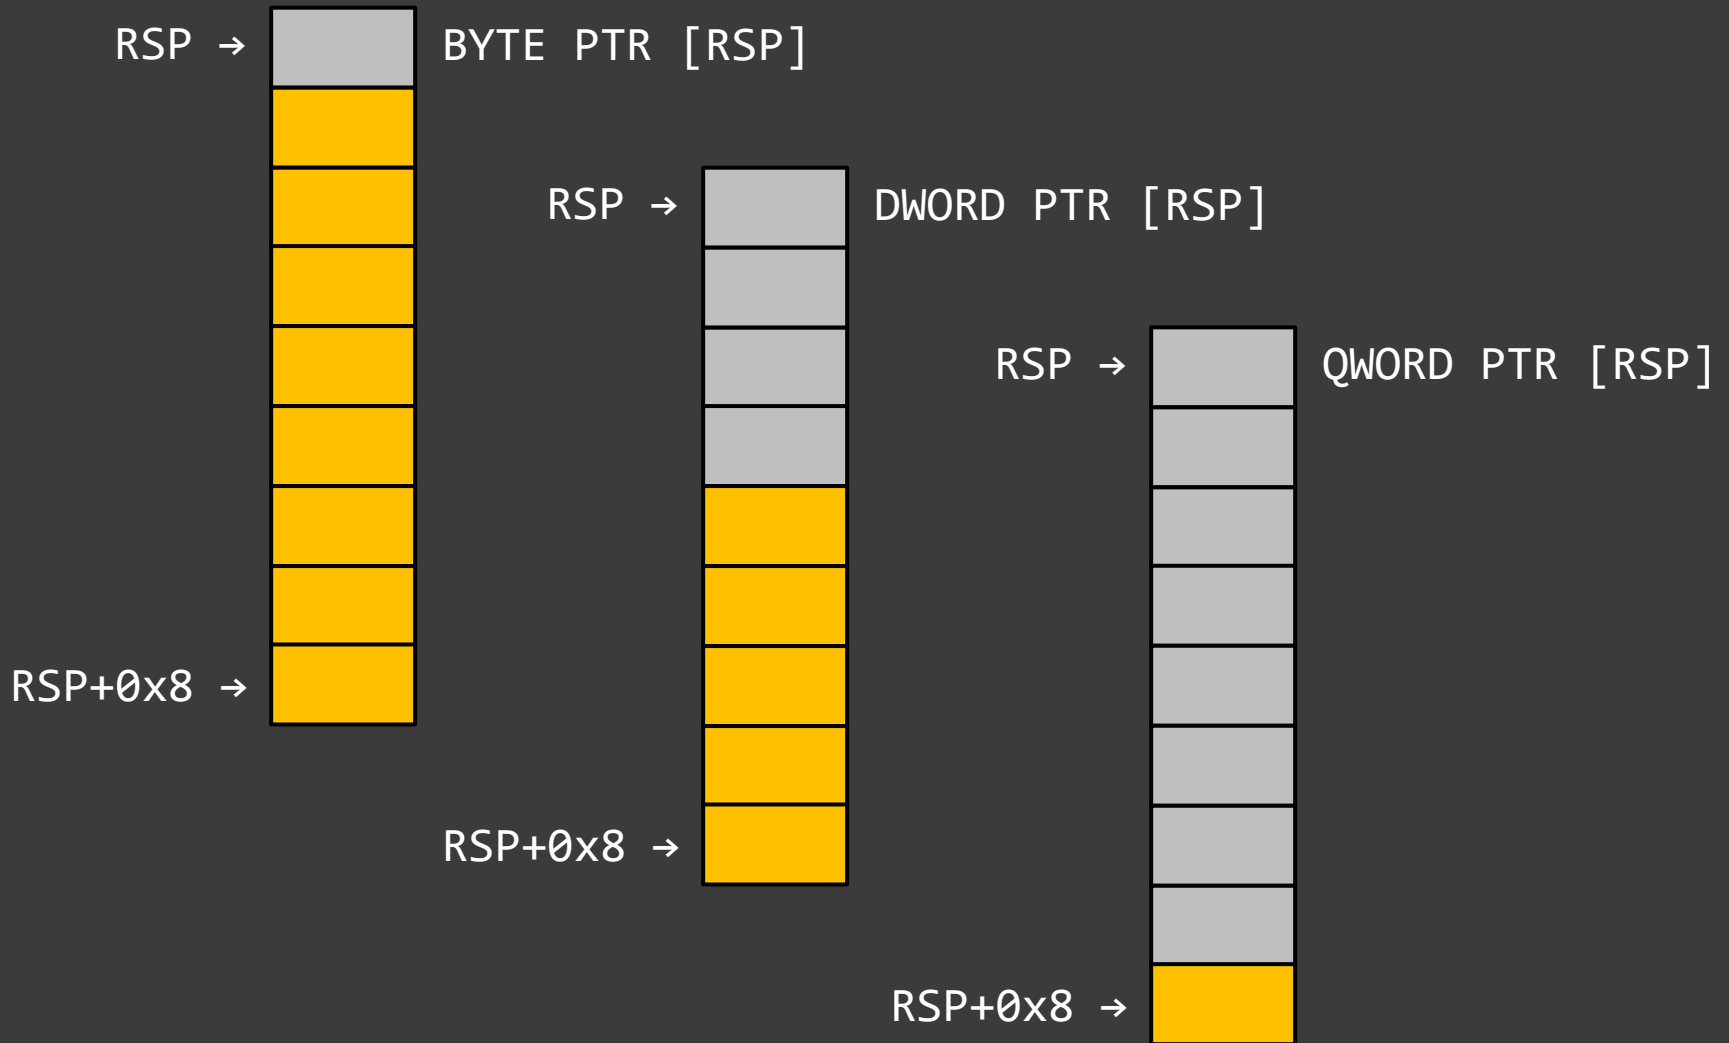 RSP → BYTE PTR [RSP]
RSP → DWORD PTR [RSP]
RSP → QWORD PTR [RSP]
RSP+0x8 →
RSP+0x8 →
RSP+0x8 →